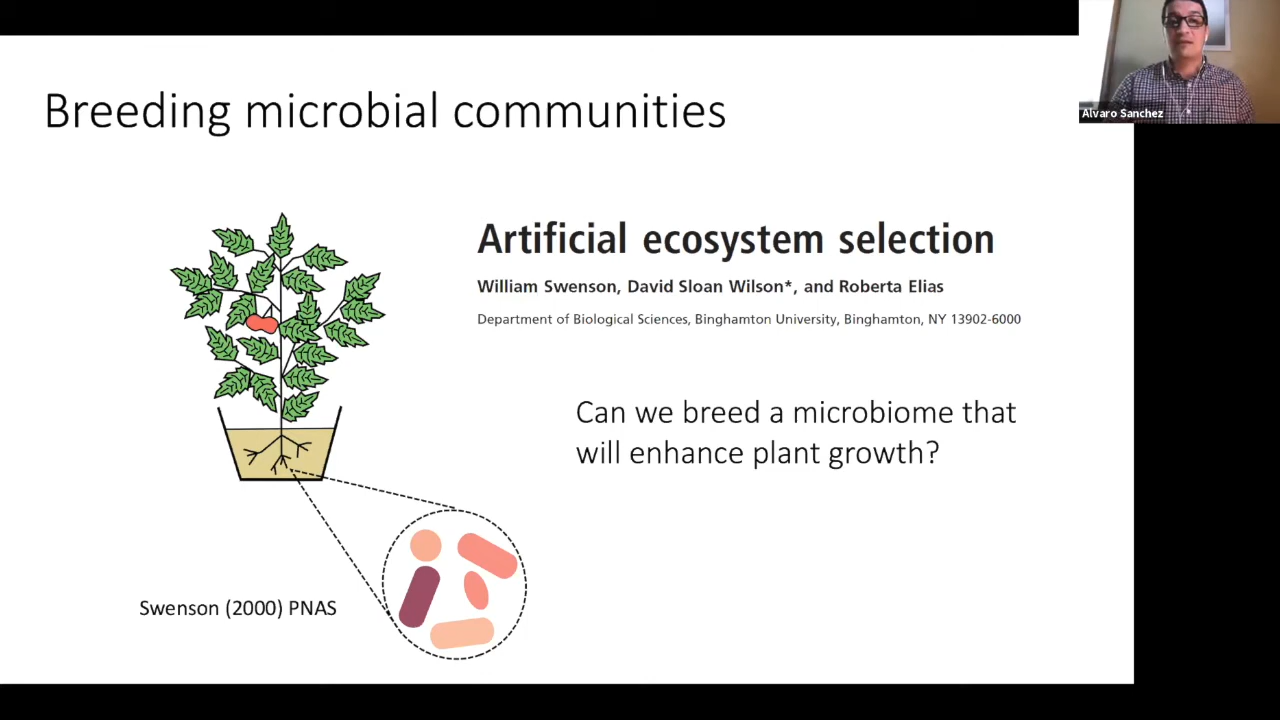 Breeding microbial communities
Alvaro Sanchez
Artificial ecosystem selection
William Swenson, David Sloan Wilson*, and Roberta Elias
Department of Biological Sciences, Binghamton University, Binghamton, NY 13902-6000
Can we breed a microbiome that
will enhance plant growth?
Swenson (2000) PNAS